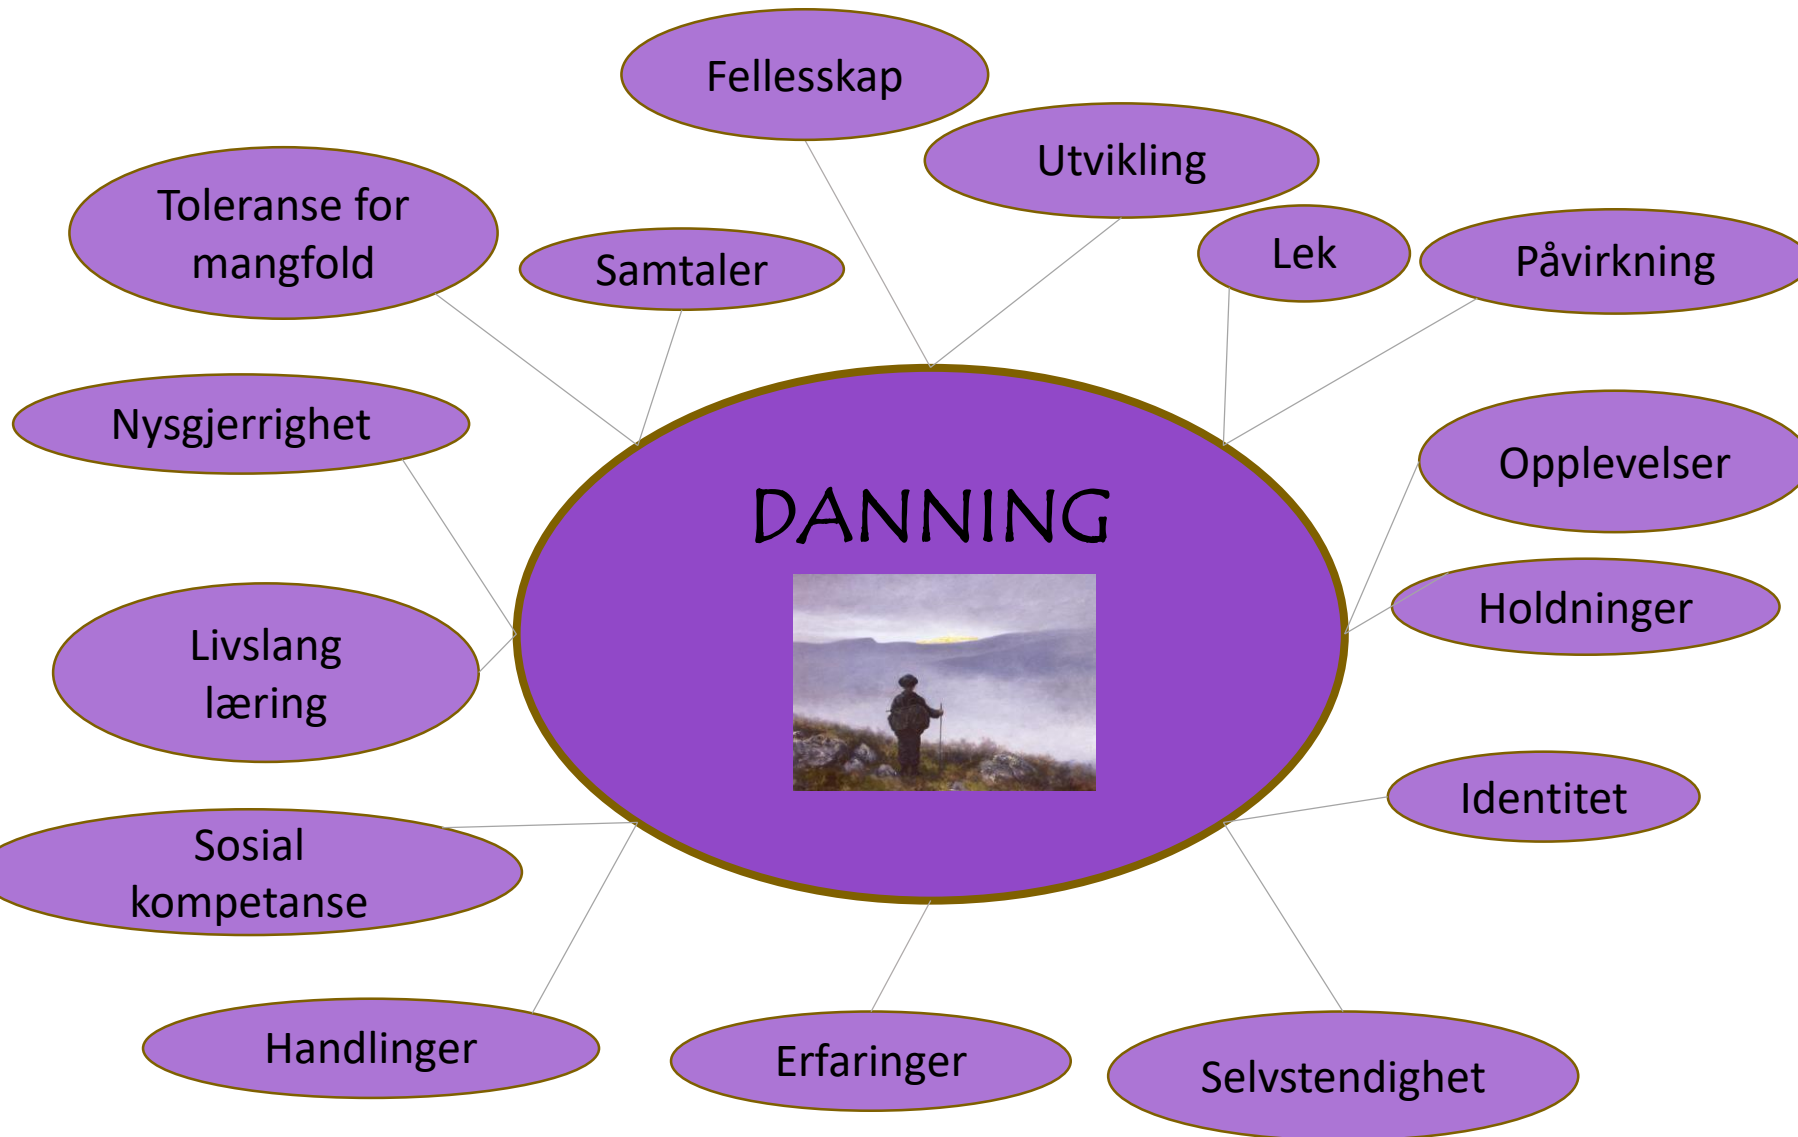 Fellesskap
Utvikling
Toleranse for
mangfold
Samtaler
Lek
Påvirkning
Nysgjerrighet
Opplevelser
DANNING
Holdninger
Livslang
læring
Identitet
Sosial
kompetanse
Handlinger
Erfaringer
Selvstendighet